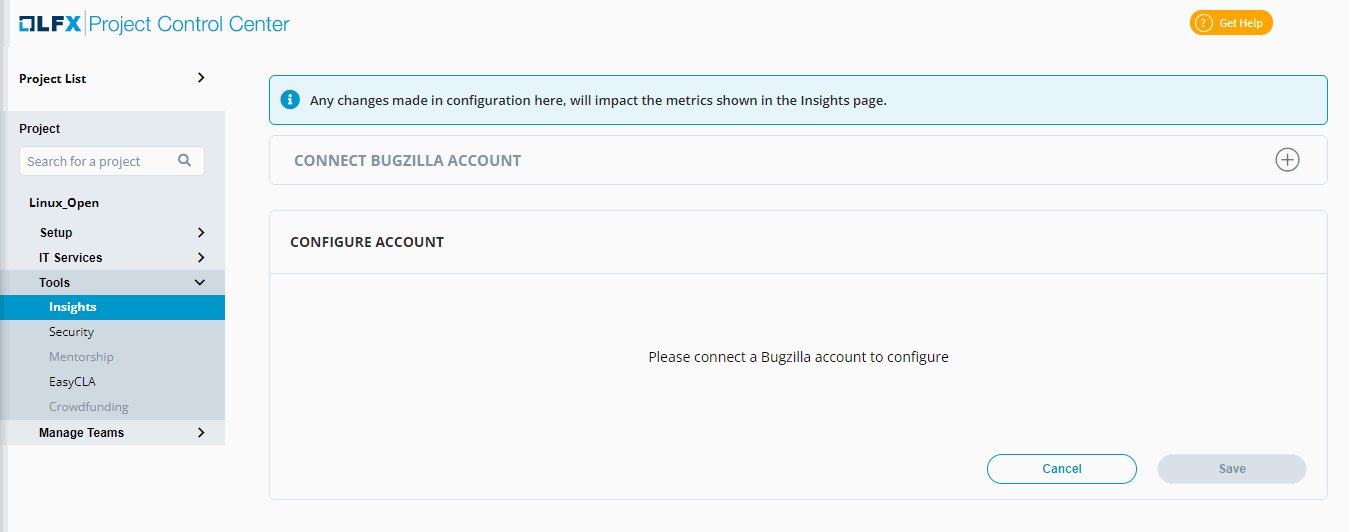 LFX Project Control Center
Get Help
Project List
Any changes made in configuration here, will impact the metrics shown in the Insights page.
Project
Search for a project
CONNECT BUGZILLA ACCOUNT
Linux_Open
Setup
IT Services
Tools
Insights
Security
Mentorship
EasyCLA
Crowdfunding
Manage Teams
CONFIGURE ACCOUNT
Please connect a Bugzilla account to configure
Cancel
Save